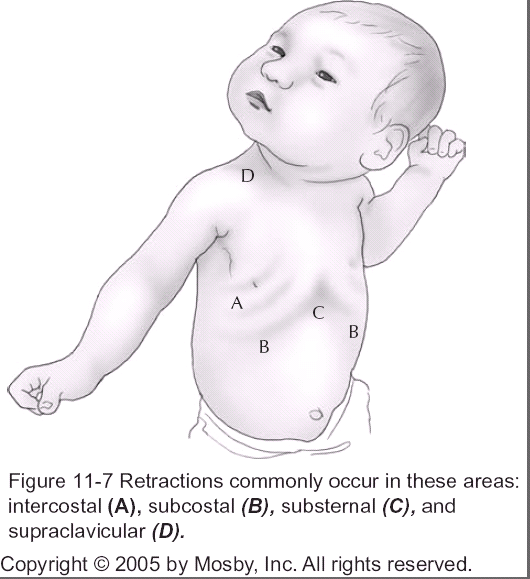 D
A
C
B
B
Figure 11-7 Retractions commonly occur in these areas:
intercostal (A), subcostal (B), substernal (C), and
supraclavicular (D).
Copyright © 2005 by Mosby, Inc. All rights reserved.